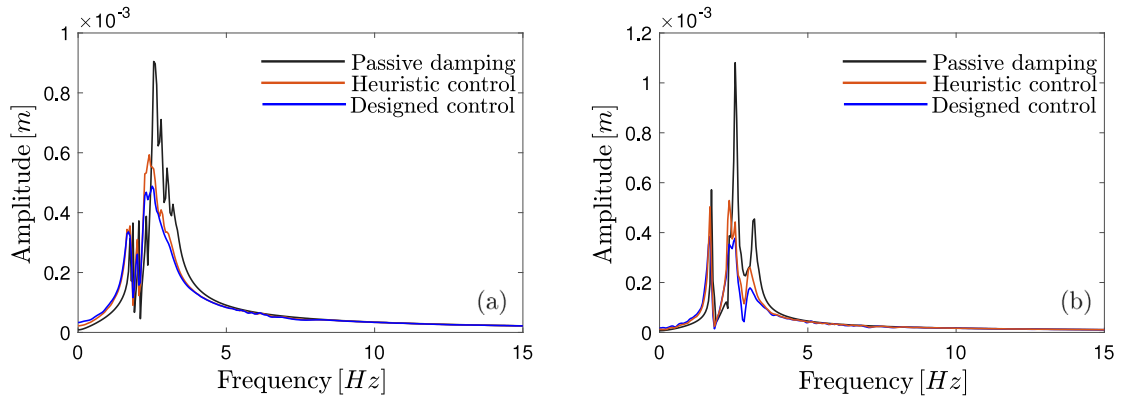 ×10⁻³
1
0.8
0.6
0.4
0.2
0
Amplitude [m]
Passive damping
Heuristic control
Designed control
(a)
0 5 10 15
Frequency [Hz]
×10⁻³
1.2
1
0.8
0.6
0.4
0.2
0
Amplitude [m]
Passive damping
Heuristic control
Designed control
(b)
0 5 10 15
Frequency [Hz]